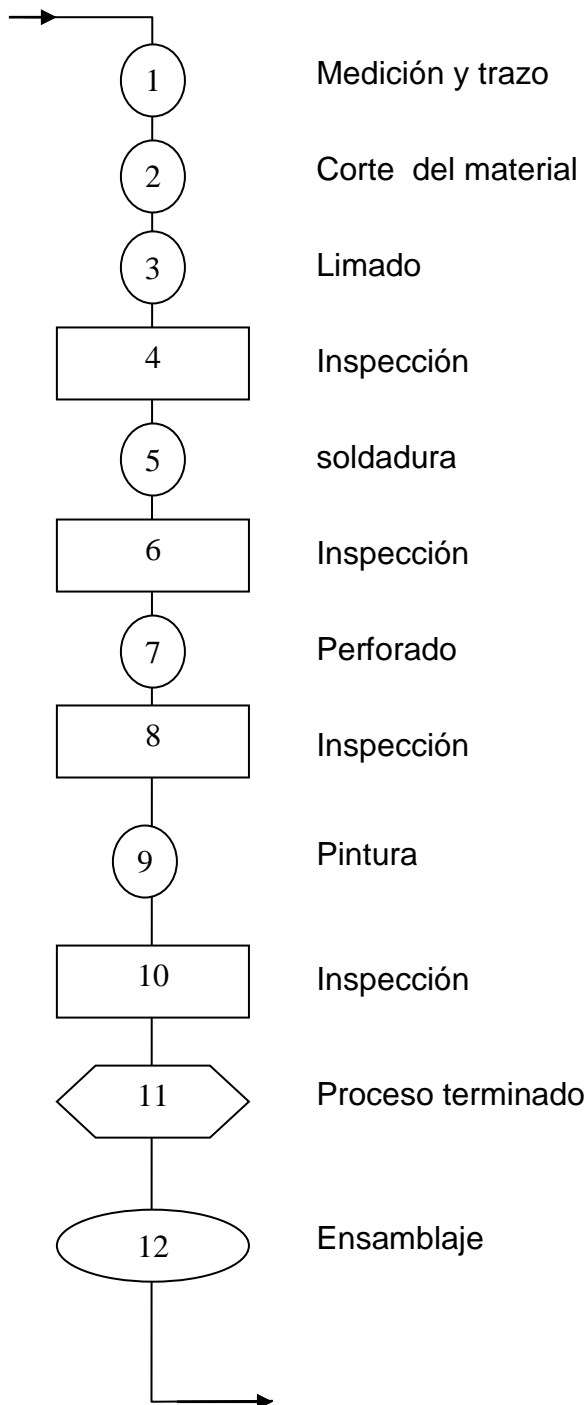 1 Medición y trazo
2 Corte del material
3 Limado
4 Inspección
5 soldadura
6 Inspección
7 Perforado
8 Inspección
9 Pintura
10 Inspección
11 Proceso terminado
12 Ensamblaje